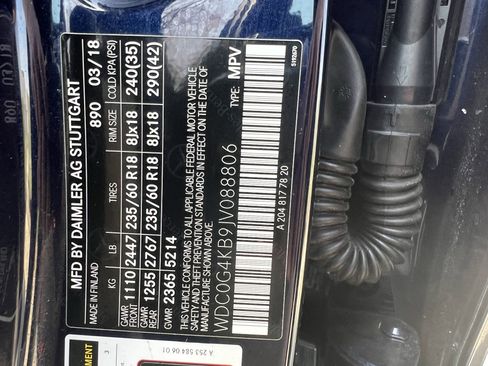 MFD BY DAIMLER AG STUTTGART
MADE IN FINLAND 890 03/18
KG LB TIRES RIM SIZE COLD KPA (PSI)
GAWR FRONT 1110 2447 235/60 R18 8Jx18 240(35)
GAWR REAR 1255 2767 235/60 R18 8Jx18 290(42)
GVWR 2365 5214
THIS VEHICLE CONFORMS TO ALL APPLICABLE FEDERAL MOTOR VEHICLE
SAFETY AND THEFT PREVENTION STANDARDS IN EFFECT ON THE DATE OF
MANUFACTURE SHOWN ABOVE.
TYPE: MPV
WDC0G4KB9JV088806
A 204 817 78 20
A 253 584 06 01
3